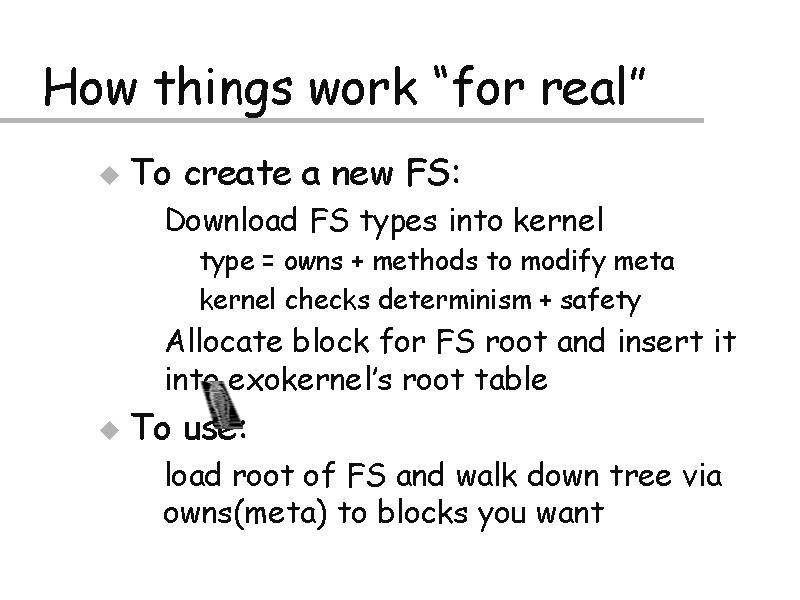 How things work “for real”
To create a new FS:
Download FS types into kernel
type = owns + methods to modify meta
kernel checks determinism + safety
Allocate block for FS root and insert it
into exokernel’s root table
To use:
load root of FS and walk down tree via
owns(meta) to blocks you want